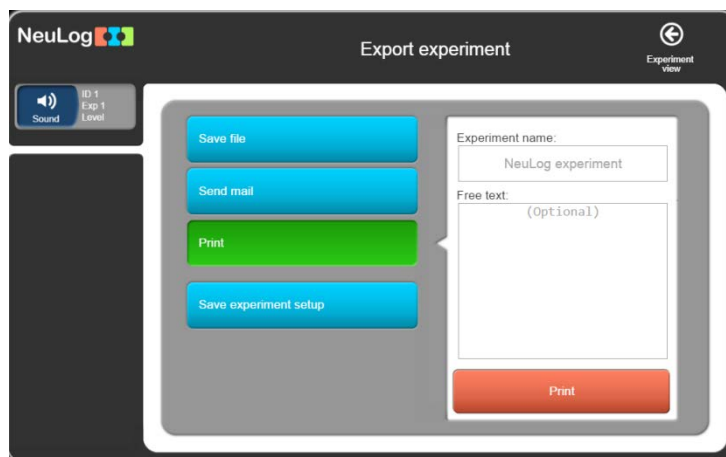 NeuLog
Export experiment
Experiment
view
Sound
ID 1
Exp 1
Level
Save file
Send mail
Print
Save experiment setup
Experiment name:
NeuLog experiment
Free text:
(Optional)
Print